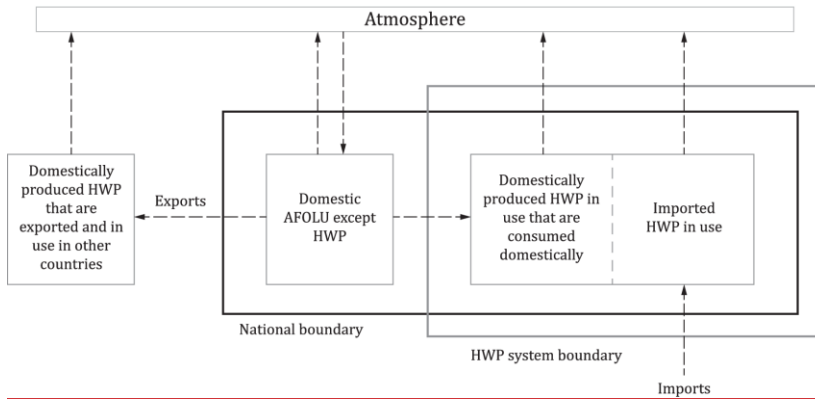 Atmosphere
Domestically
produced HWP
that are
exported and in
use in other
countries
Exports
Domestic
AFOLU except
HWP
Domestically
produced HWP in
use that are
consumed
domestically
Imported
HWP in use
National boundary
HWP system boundary
Imports